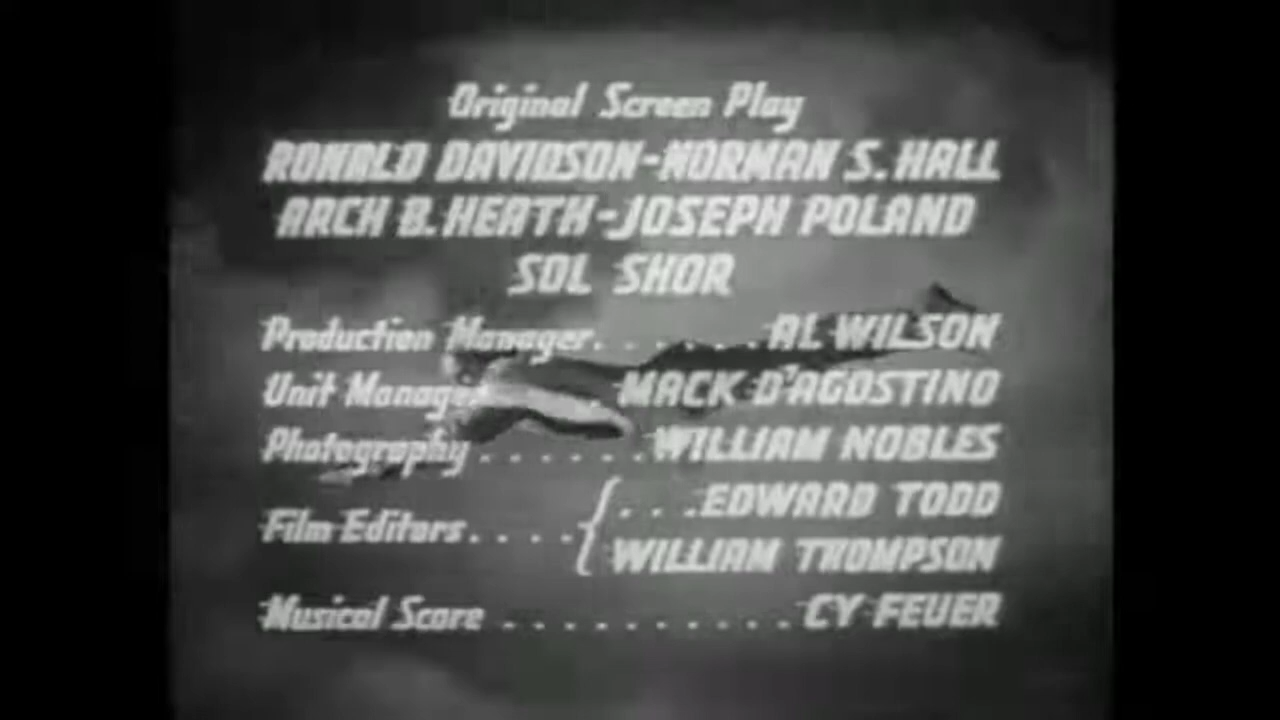 Original Screen Play
RONALD DAVIDSON-NORMAN S. HALL
ARCH B. HEATH-JOSEPH POLAND
SOL SHOR
Production Manager. . . . . . AL WILSON
Unit Manager . MACK D'AGOSTINO
Photography . . . . . . WILLIAM NOBLES
Film Editors. . . . { . . . EDWARD TODD
WILLIAM THOMPSON
Musical Score . . . . . . . . . . CY FEUER